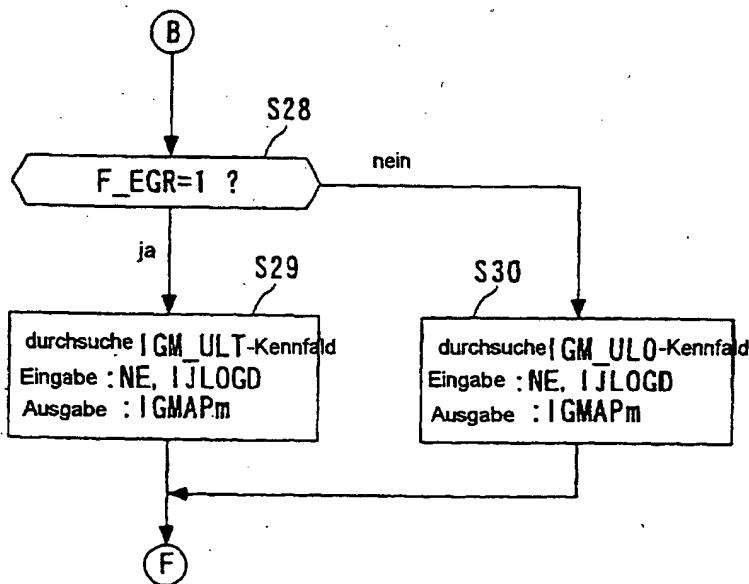 B
S28
F_EGR=1 ?
nein
ja
S29
durchsuche IGM_ULT-Kennfald
Eingabe : NE, IJLOGD
Ausgabe : IGMAPm
S30
durchsuche IGM_ULO-Kennfald
Eingabe : NE, IJLOGD
Ausgabe : IGMAPm
F